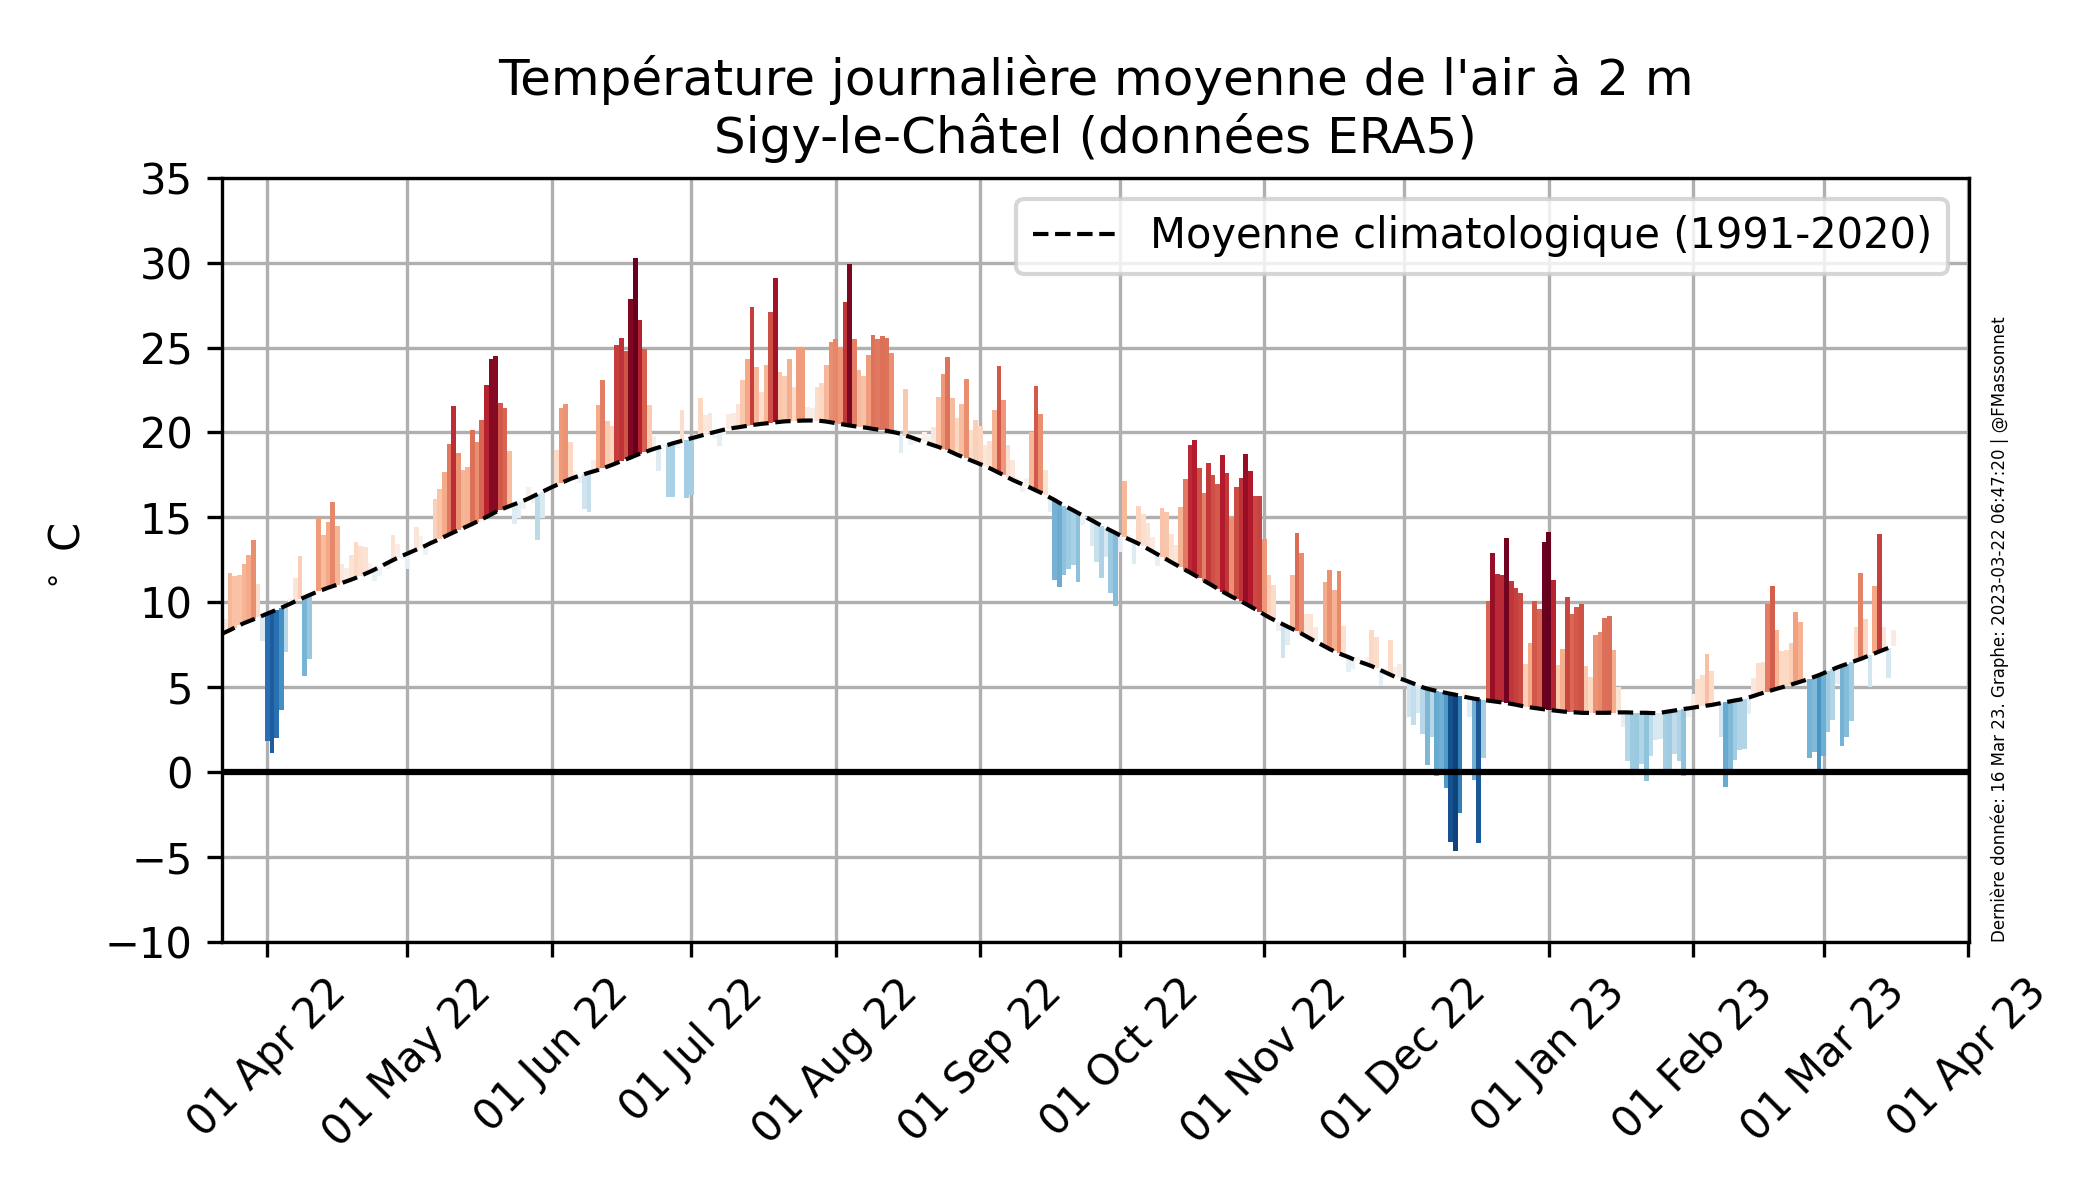 Température journalière moyenne de l'air à 2 m
Sigy-le-Châtel (données ERA5)
35
30
25
20
15
10
5
0
−5
−10
° C
Moyenne climatologique (1991-2020)
01 Apr 22
01 May 22
01 Jun 22
01 Jul 22
01 Aug 22
01 Sep 22
01 Oct 22
01 Nov 22
01 Dec 22
01 Jan 23
01 Feb 23
01 Mar 23
01 Apr 23
Dernière donnée: 16 Mar 23. Graphe: 2023-03-22 06:47:20 | @FMassonnet